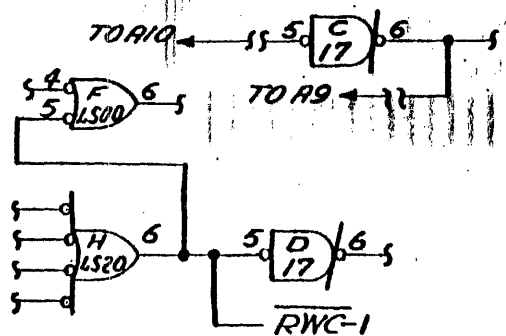 TO A10
5 C 6
17
TO A9
4 F 6
5 LS00
H 6
LS20
5 D 6
17
RWC-1